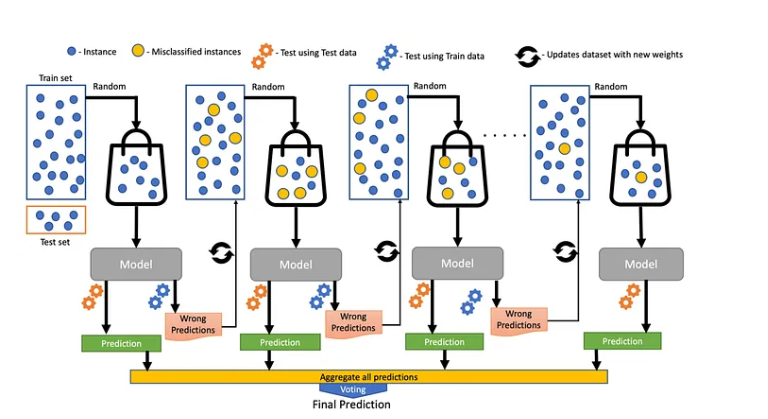 - Instance
- Misclassified instances
- Test using Test data
- Test using Train data
- Updates dataset with new weights
Train set
Random
Random
Random
Random
Test set
Model
Model
Model
Model
Wrong
Predictions
Wrong
Predictions
Wrong
Predictions
Prediction
Prediction
Prediction
Prediction
Aggregate all predictions
Voting
Final Prediction